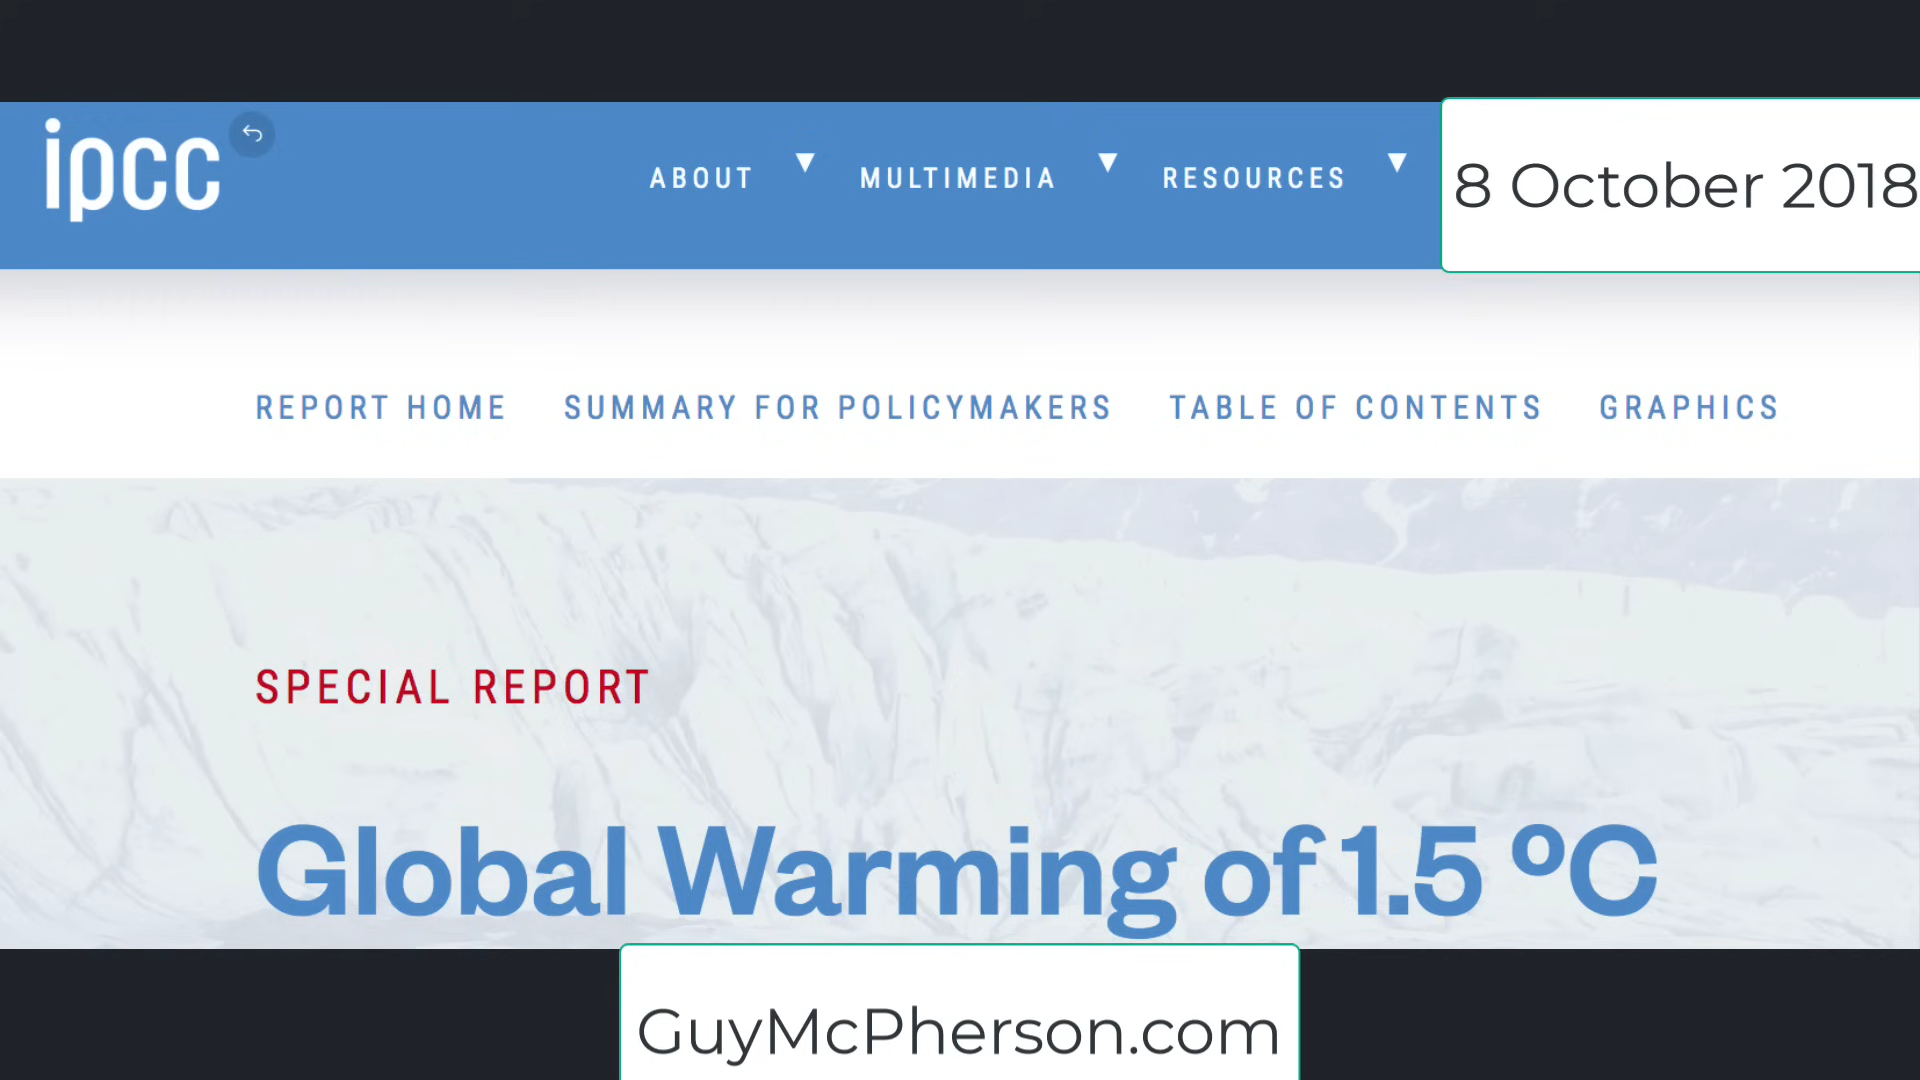 ipcc
ABOUT ▼ MULTIMEDIA ▼ RESOURCES ▼
8 October 2018
REPORT HOME SUMMARY FOR POLICYMAKERS TABLE OF CONTENTS GRAPHICS
SPECIAL REPORT
Global Warming of 1.5 ºC
GuyMcPherson.com